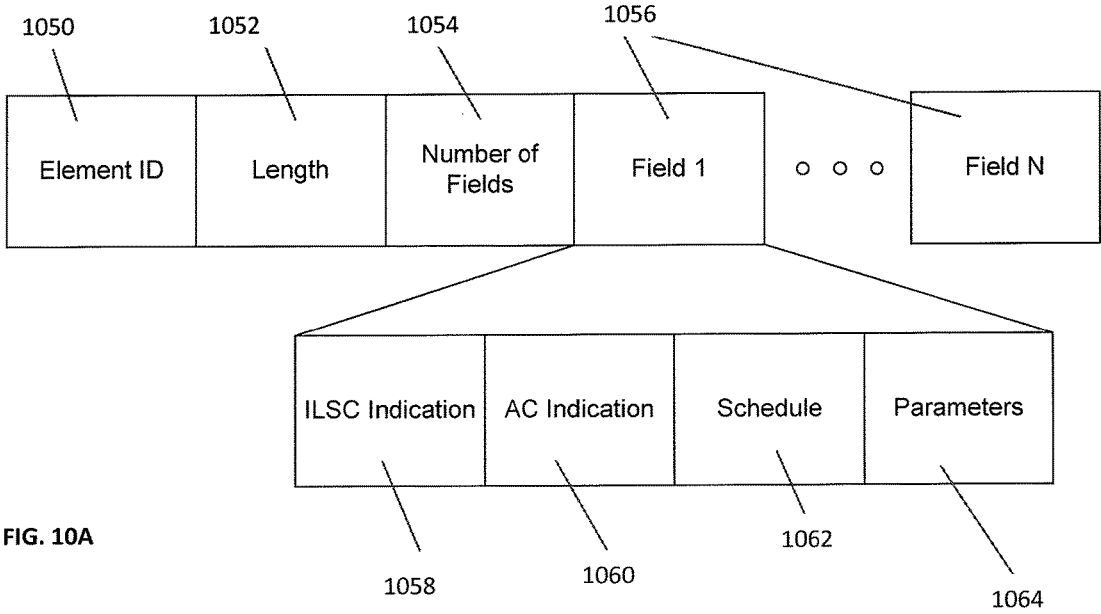 1050
1052
1054
1056
Element ID
Length
Number of
Fields
Field 1
Field N
ILSC Indication
AC Indication
Schedule
Parameters
FIG. 10A
1058
1060
1062
1064